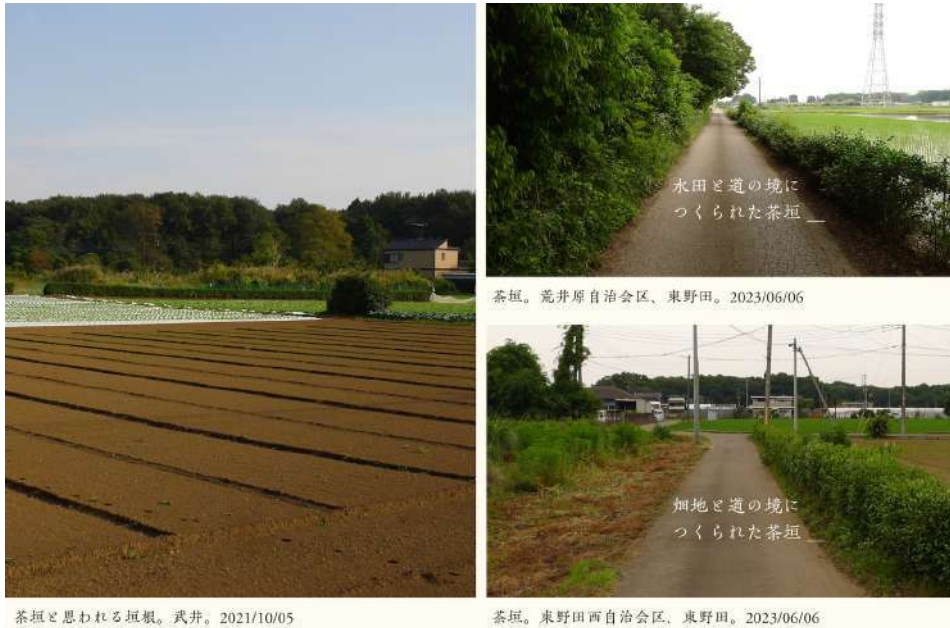 水田と道の境に
つくられた茶垣
茶垣。荒井原自治会区、東野田。2023/06/06
畑地と道の境に
つくられた茶垣
茶垣と思われる垣根。武井。2021/10/05
茶垣。東野田西自治会区、東野田。2023/06/06